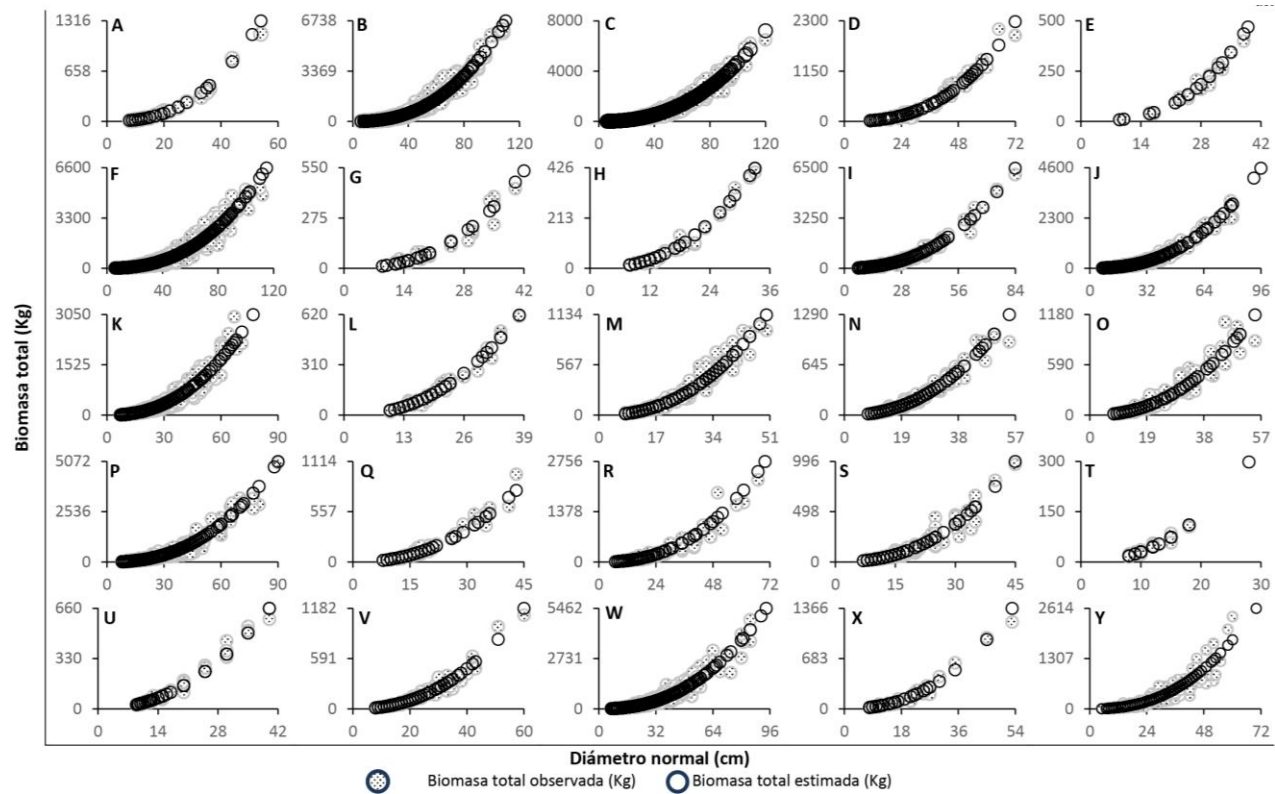 Biomasa total (Kg)
A 1316 658 0 0 20 40 60
B 6738 3369 0 0 40 80 120
C 8000 4000 0 0 40 80 120
D 2300 1150 0 0 24 48 72
E 500 250 0 0 14 28 42
F 6600 3300 0 0 40 80 120
G 550 275 0 0 14 28 42
H 426 213 0 0 12 24 36
I 6500 3250 0 0 28 56 84
J 4600 2300 0 0 32 64 96
K 3050 1525 0 0 30 60 90
L 620 310 0 0 13 26 39
M 1134 567 0 0 17 34 51
N 1290 645 0 0 19 38 57
O 1180 590 0 0 19 38 57
P 5072 2536 0 0 30 60 90
Q 1114 557 0 0 15 30 45
R 2756 1378 0 0 24 48 72
S 996 498 0 0 15 30 45
T 300 150 0 0 10 20 30
U 660 330 0 0 14 28 42
V 1182 591 0 0 20 40 60
W 5462 2731 0 0 32 64 96
X 1366 683 0 0 18 36 54
Y 2614 1307 0 0 24 48 72
Diámetro normal (cm)
Biomasa total observada (Kg) Biomasa total estimada (Kg)